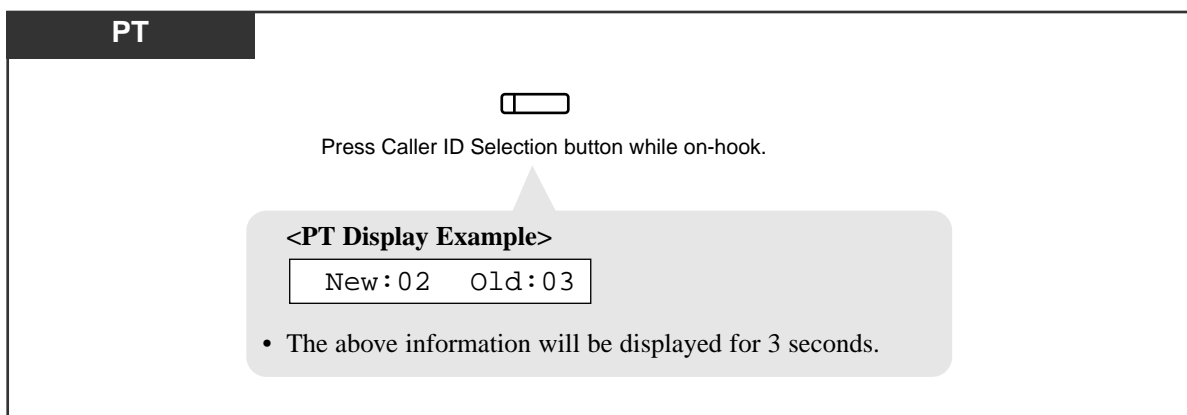 PT
Press Caller ID Selection button while on-hook.
<PT Display Example>
New:02 Old:03
• The above information will be displayed for 3 seconds.